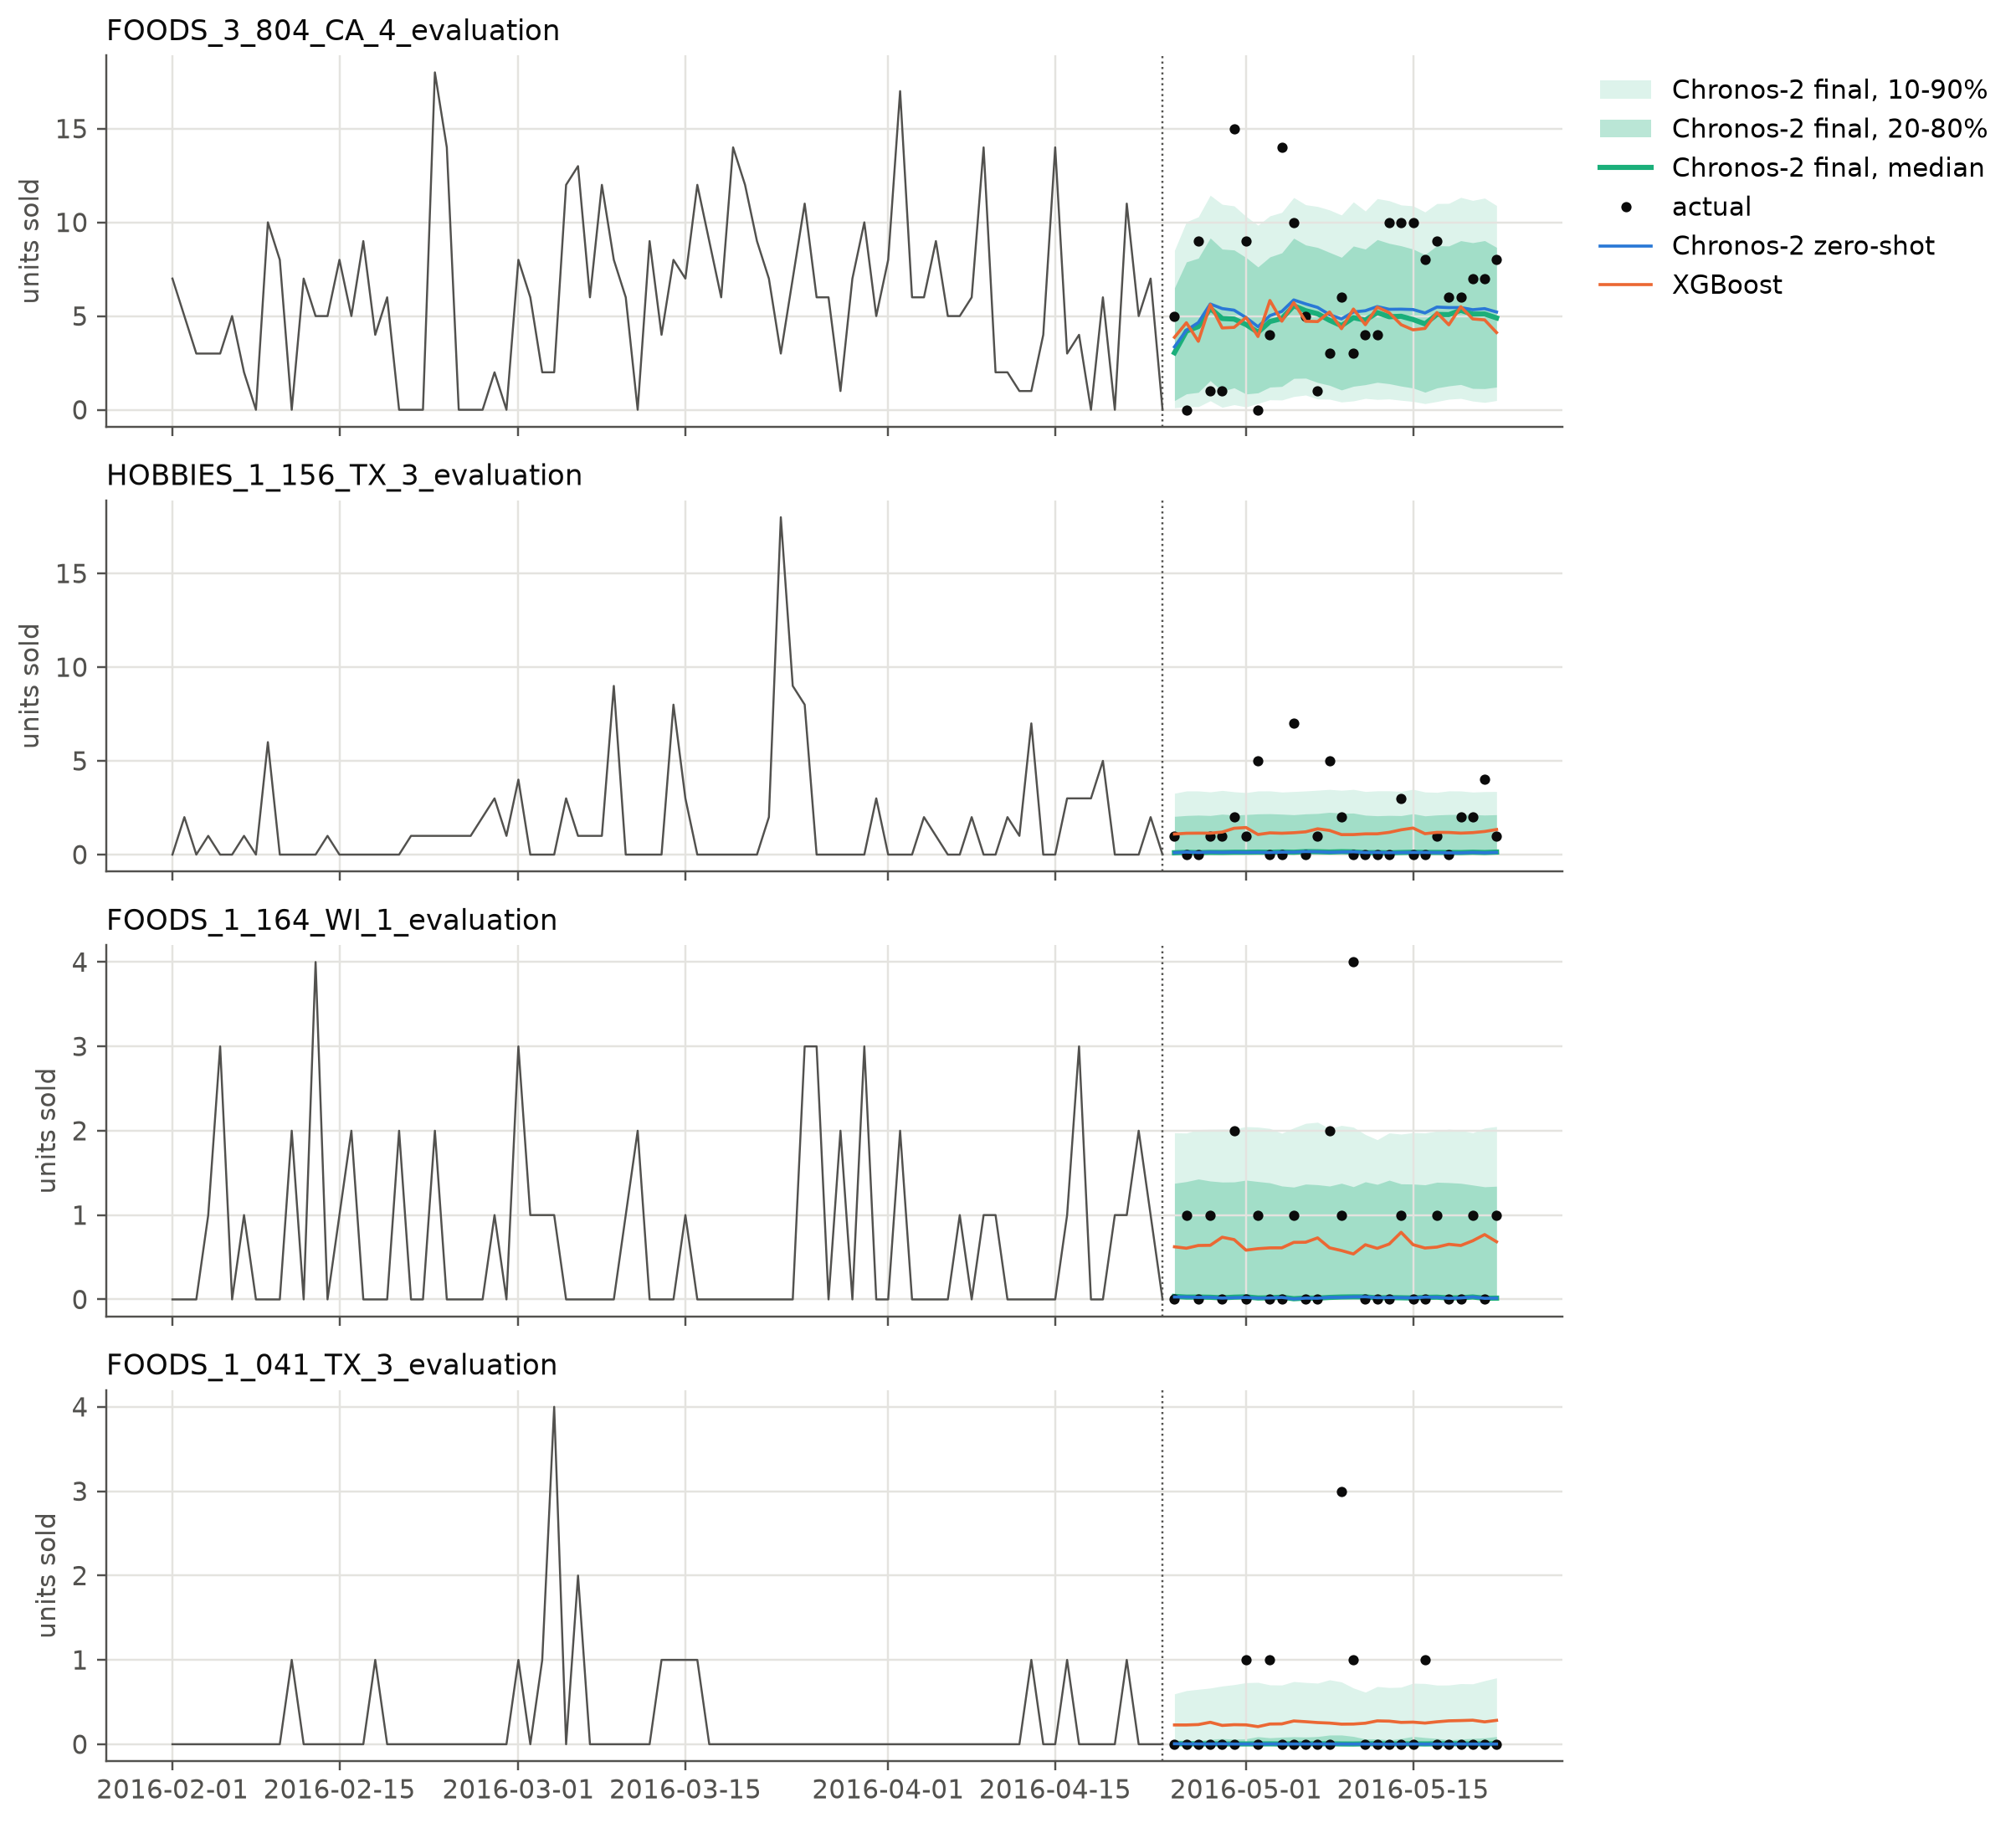 FOODS_3_804_CA_4_evaluation
units sold
15
10
5
0
Chronos-2 final, 10-90%
Chronos-2 final, 20-80%
Chronos-2 final, median
actual
Chronos-2 zero-shot
XGBoost
HOBBIES_1_156_TX_3_evaluation
units sold
15
10
5
0
FOODS_1_164_WI_1_evaluation
units sold
4
3
2
1
0
FOODS_1_041_TX_3_evaluation
units sold
4
3
2
1
0
2016-02-01 2016-02-15 2016-03-01 2016-03-15 2016-04-01 2016-04-15 2016-05-01 2016-05-15